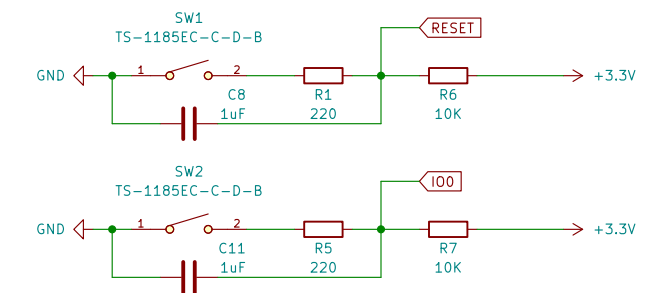 SW1
TS-1185EC-C-D-B
RESET
GND
1
2
+3.3V
C8
R1
R6
1uF
220
10K
SW2
TS-1185EC-C-D-B
IO0
GND
1
2
+3.3V
C11
R5
R7
1uF
220
10K